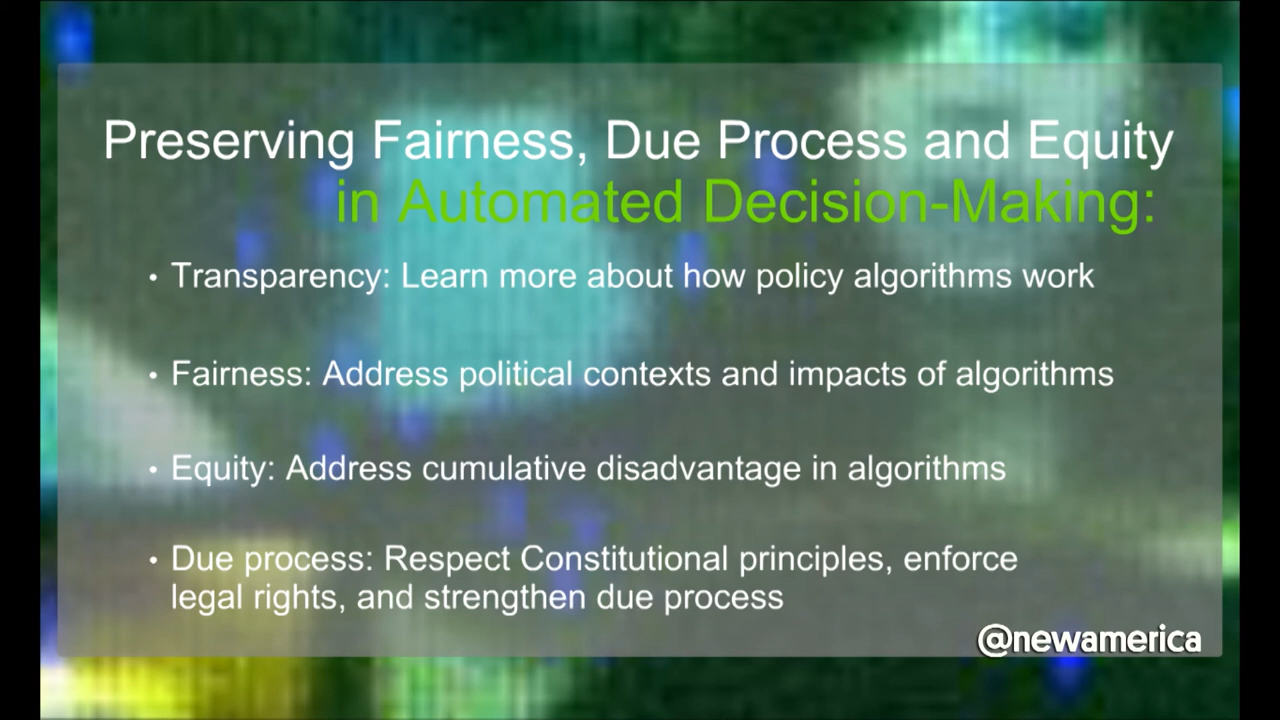 Preserving Fairness, Due Process and Equity
in Automated Decision-Making:
• Transparency: Learn more about how policy algorithms work
• Fairness: Address political contexts and impacts of algorithms
• Equity: Address cumulative disadvantage in algorithms
• Due process: Respect Constitutional principles, enforce
legal rights, and strengthen due process
@newamerica